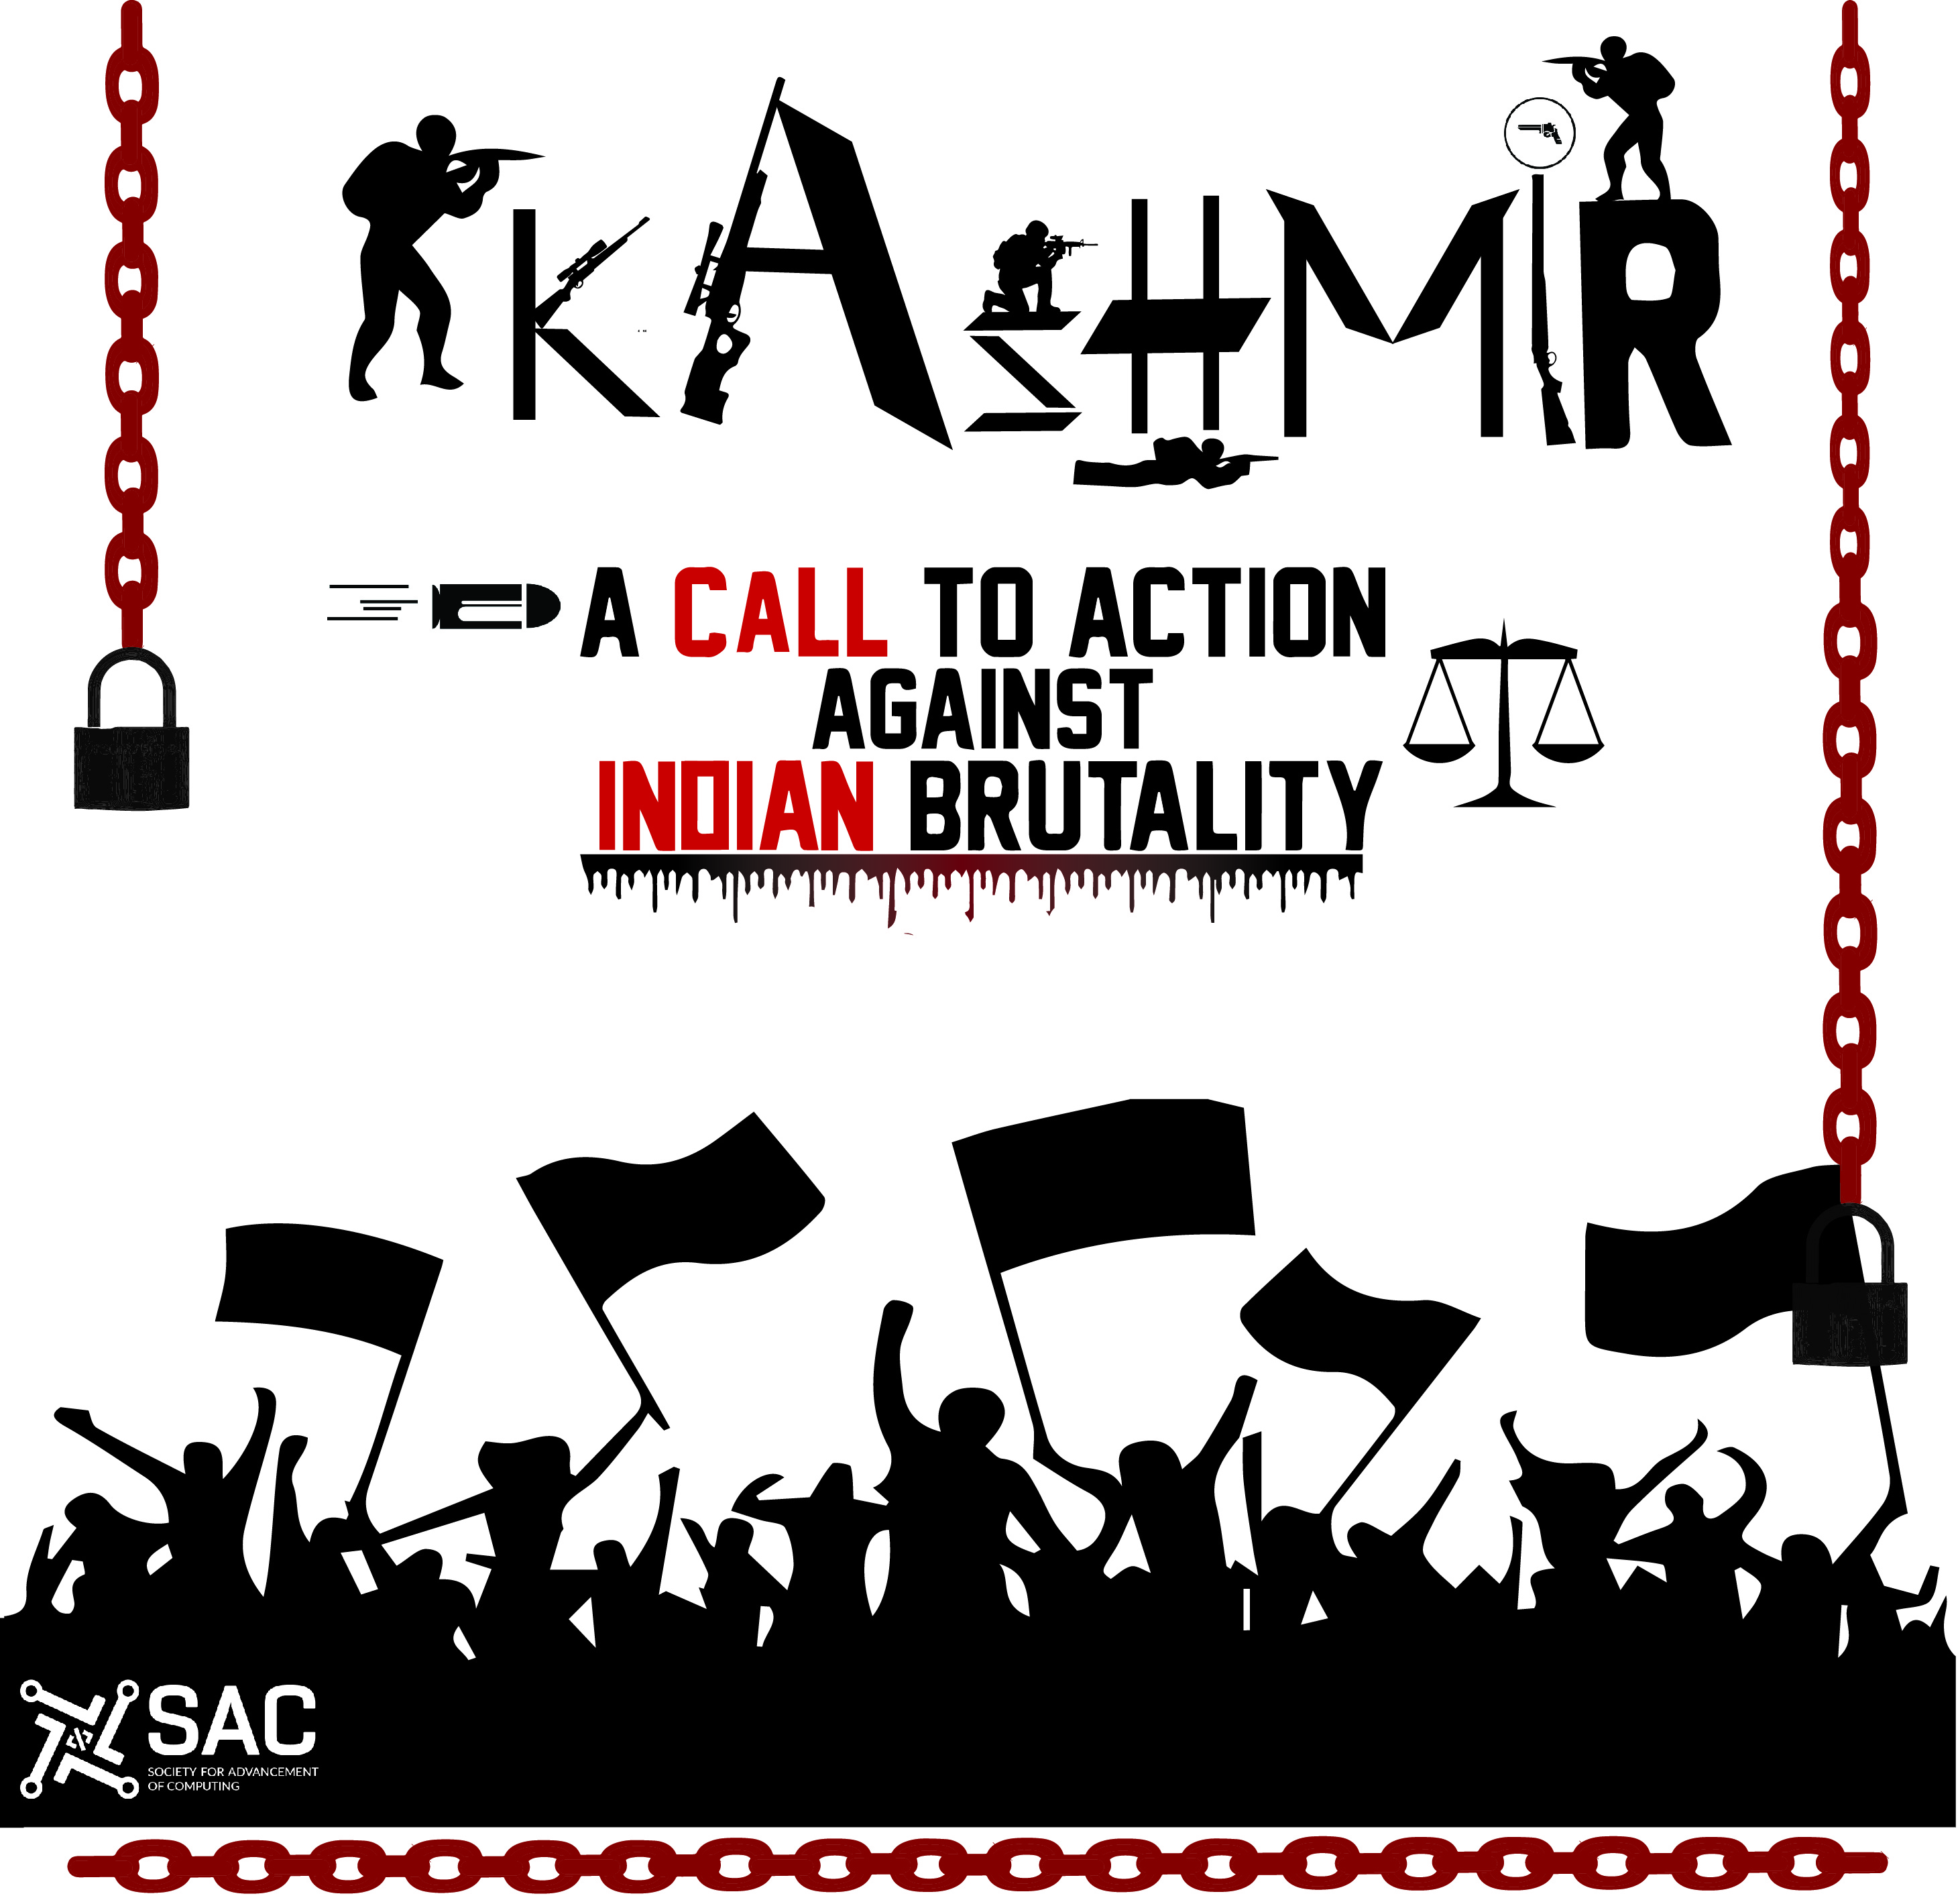 KASHMIR
A CALL TO ACTION
AGAINST
INDIAN BRUTALITY
SAC
SOCIETY FOR ADVANCEMENT
OF COMPUTING